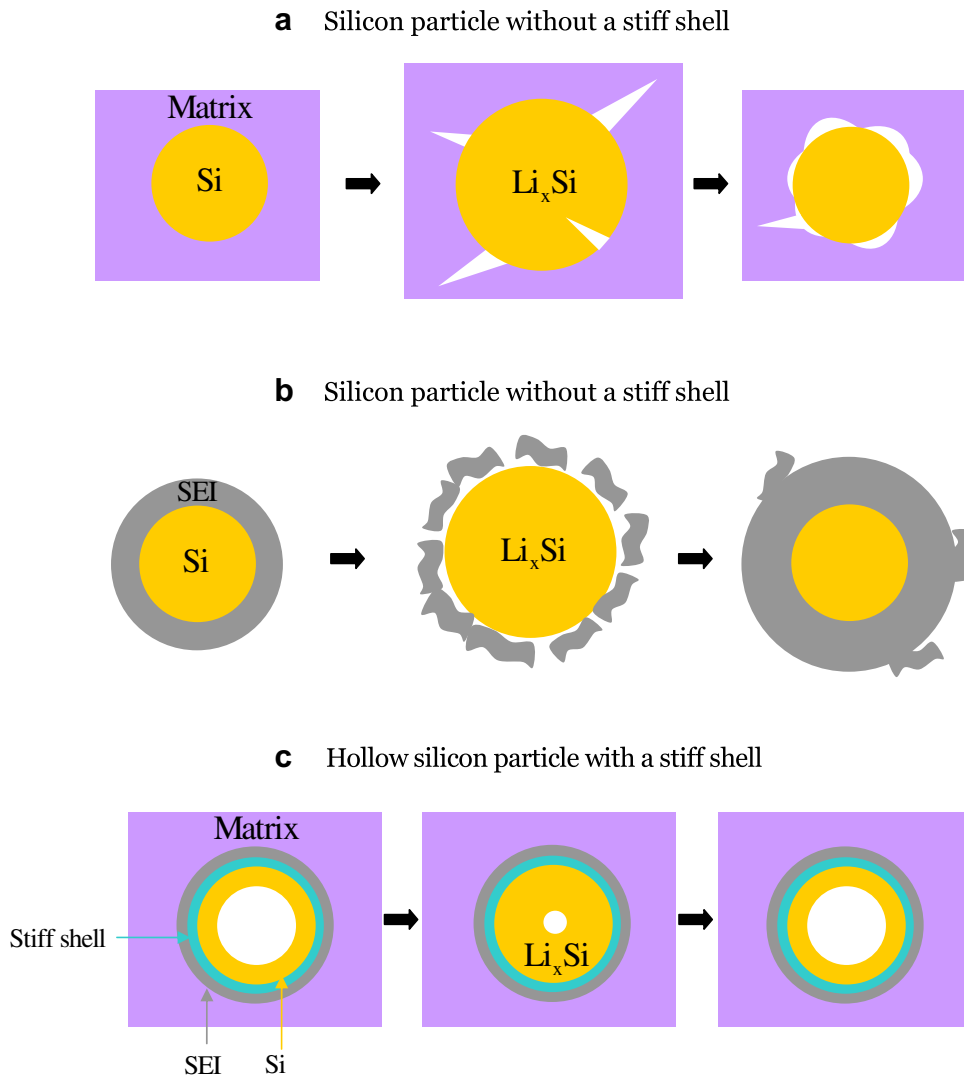 a Silicon particle without a stiff shell
Matrix
Si
LiₓSi
b Silicon particle without a stiff shell
SEI
Si
LiₓSi
c Hollow silicon particle with a stiff shell
Matrix
Stiff shell
LiₓSi
SEI
Si